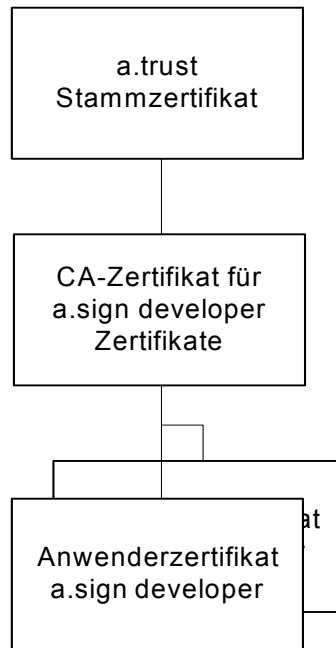 a.trust
Stammzertifikat
CA-Zertifikat für
a.sign developer
Zertifikate
Anwenderzertifikat
a.sign developer